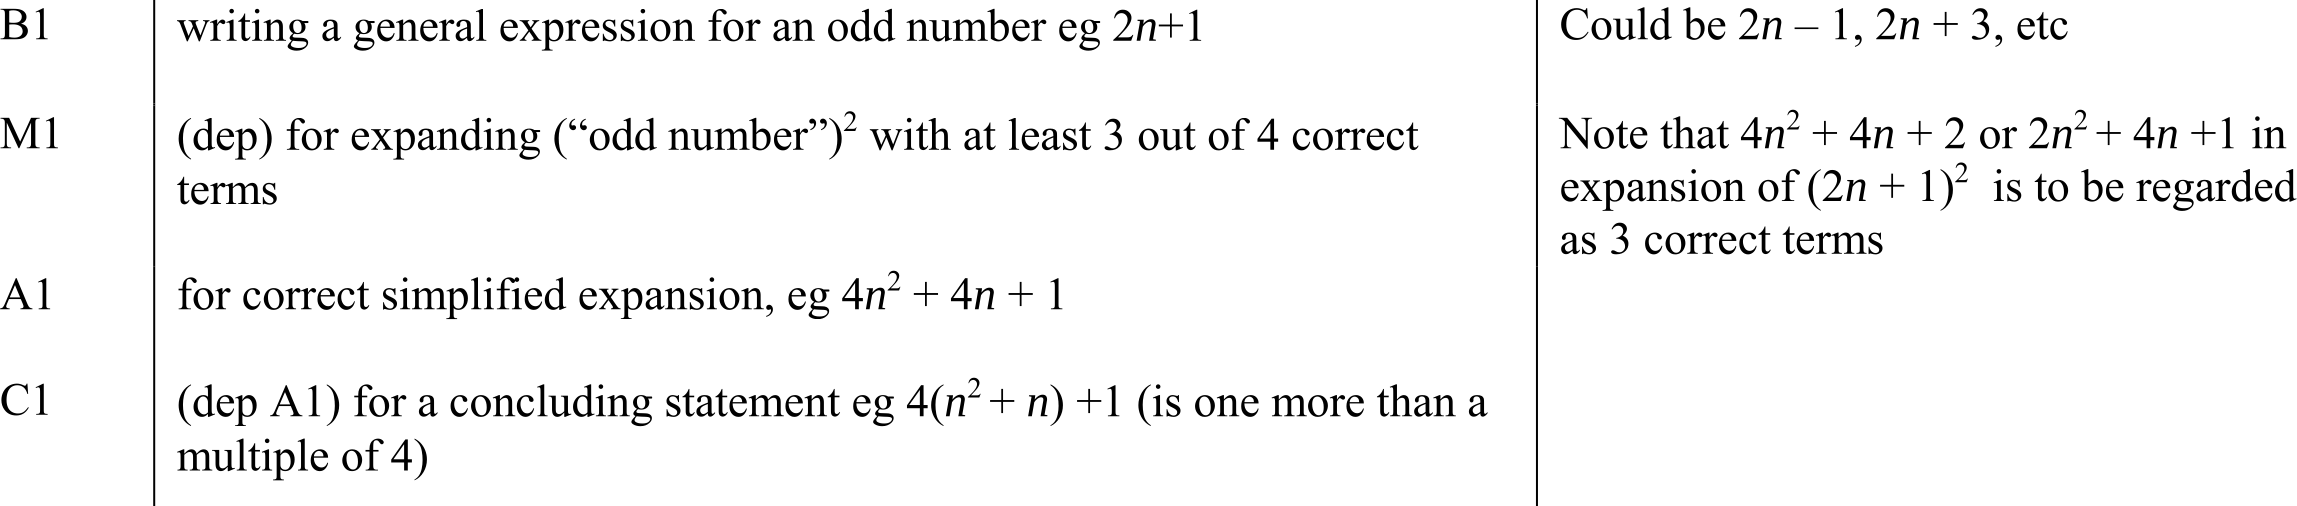 B1 writing a general expression for an odd number eg 2n+1 Could be 2n – 1, 2n + 3, etc
M1 (dep) for expanding (“odd number”)² with at least 3 out of 4 correct
terms
Note that 4n² + 4n + 2 or 2n² + 4n +1 in
expansion of (2n + 1)² is to be regarded
as 3 correct terms
A1 for correct simplified expansion, eg 4n² + 4n + 1
C1 (dep A1) for a concluding statement eg 4(n² + n) +1 (is one more than a
multiple of 4)